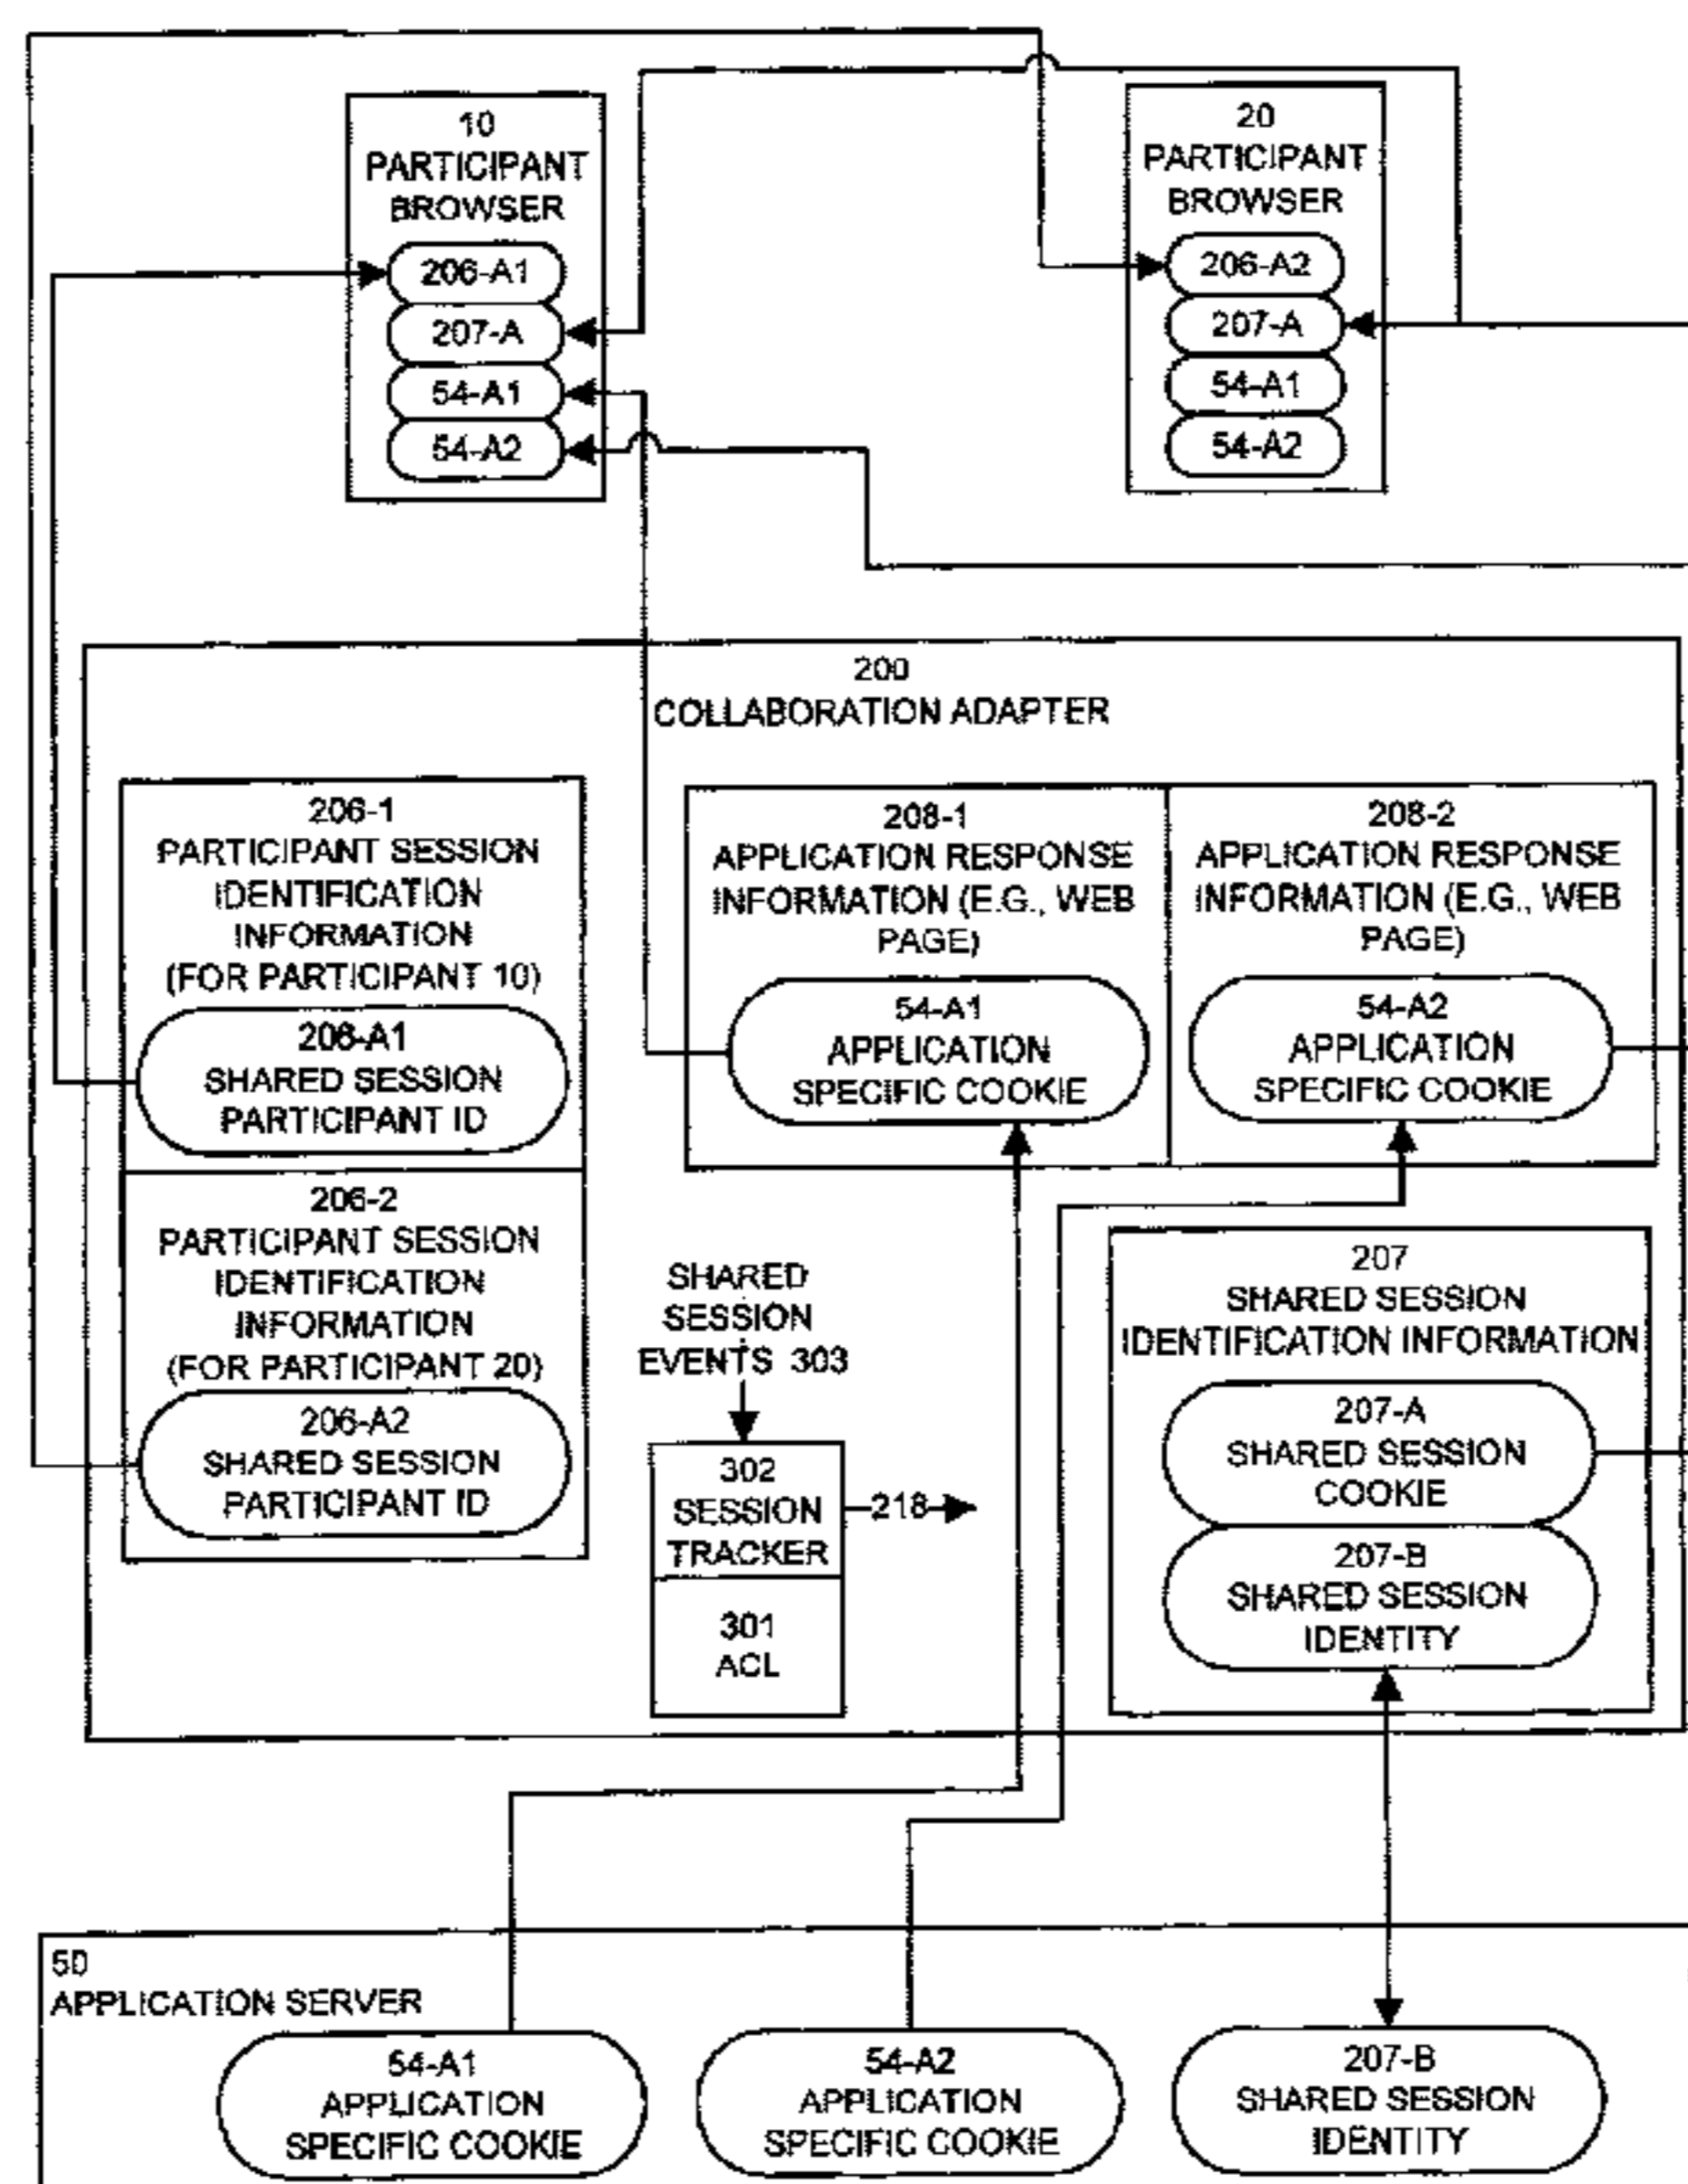 10
PARTICIPANT
BROWSER
206-A1
207-A
54-A1
54-A2
20
PARTICIPANT
BROWSER
206-A2
207-A
54-A1
54-A2
200
COLLABORATION ADAPTER
206-1
PARTICIPANT SESSION
IDENTIFICATION
INFORMATION
(FOR PARTICIPANT 10)
206-A1
SHARED SESSION
PARTICIPANT ID
206-2
PARTICIPANT SESSION
IDENTIFICATION
INFORMATION
(FOR PARTICIPANT 20)
206-A2
SHARED SESSION
PARTICIPANT ID
208-1
APPLICATION RESPONSE
INFORMATION (E.G., WEB
PAGE)
54-A1
APPLICATION
SPECIFIC COOKIE
208-2
APPLICATION RESPONSE
INFORMATION (E.G., WEB
PAGE)
54-A2
APPLICATION
SPECIFIC COOKIE
SHARED
SESSION
EVENTS 303
302
SESSION
TRACKER
218
301
ACL
207
SHARED SESSION
IDENTIFICATION INFORMATION
207-A
SHARED SESSION
COOKIE
207-B
SHARED SESSION
IDENTITY
50
APPLICATION SERVER
54-A1
APPLICATION
SPECIFIC COOKIE
54-A2
APPLICATION
SPECIFIC COOKIE
207-B
SHARED SESSION
IDENTITY